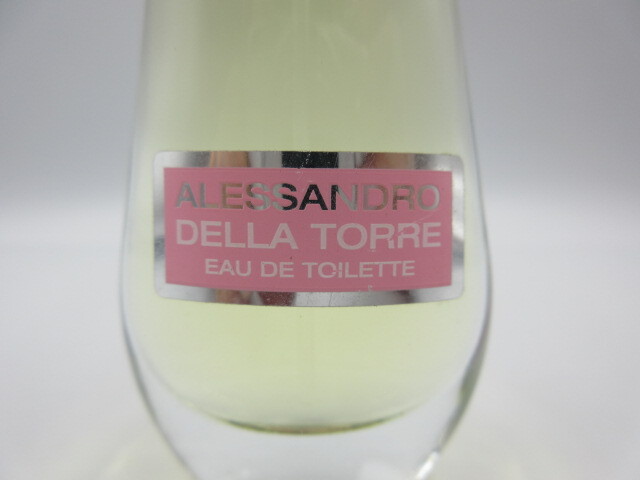 ALESSANDRO
DELLA TORRE
EAU DE TOILETTE